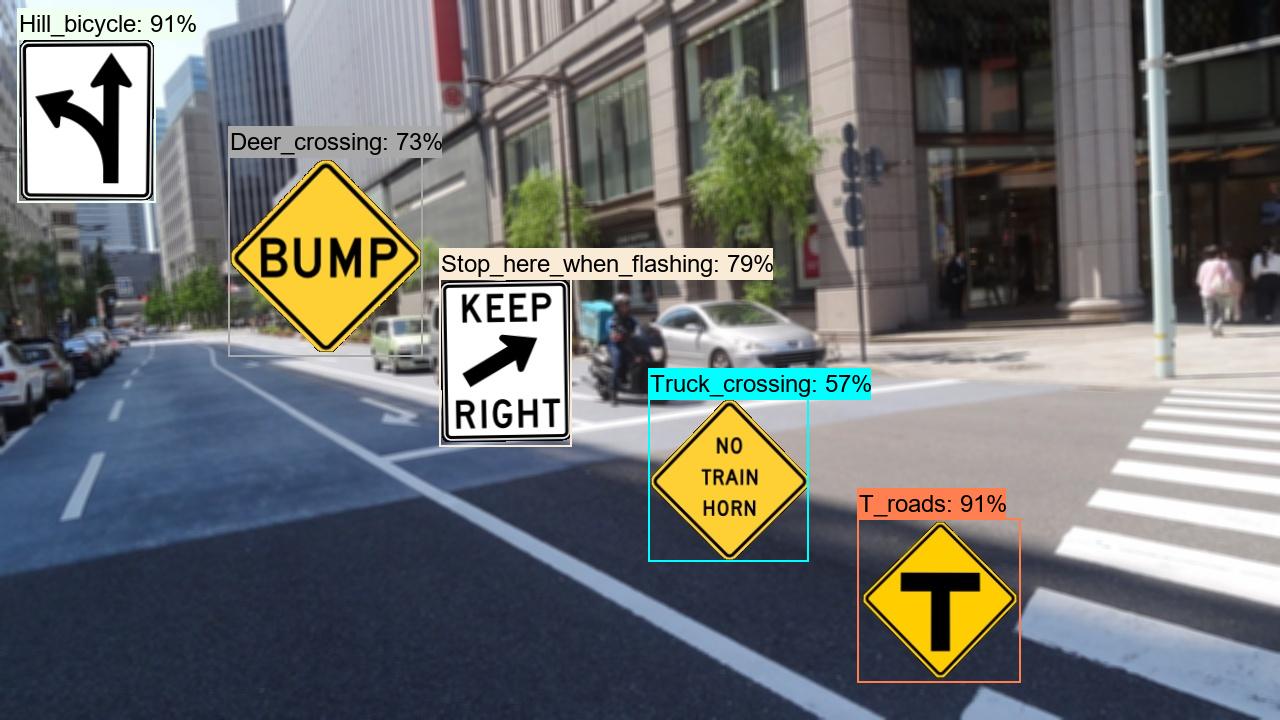 Hill_bicycle: 91%
Deer_crossing: 73%
BUMP
Stop_here_when_flashing: 79%
KEEP
RIGHT
Truck_crossing: 57%
NO
TRAIN
HORN
T_roads: 91%
T